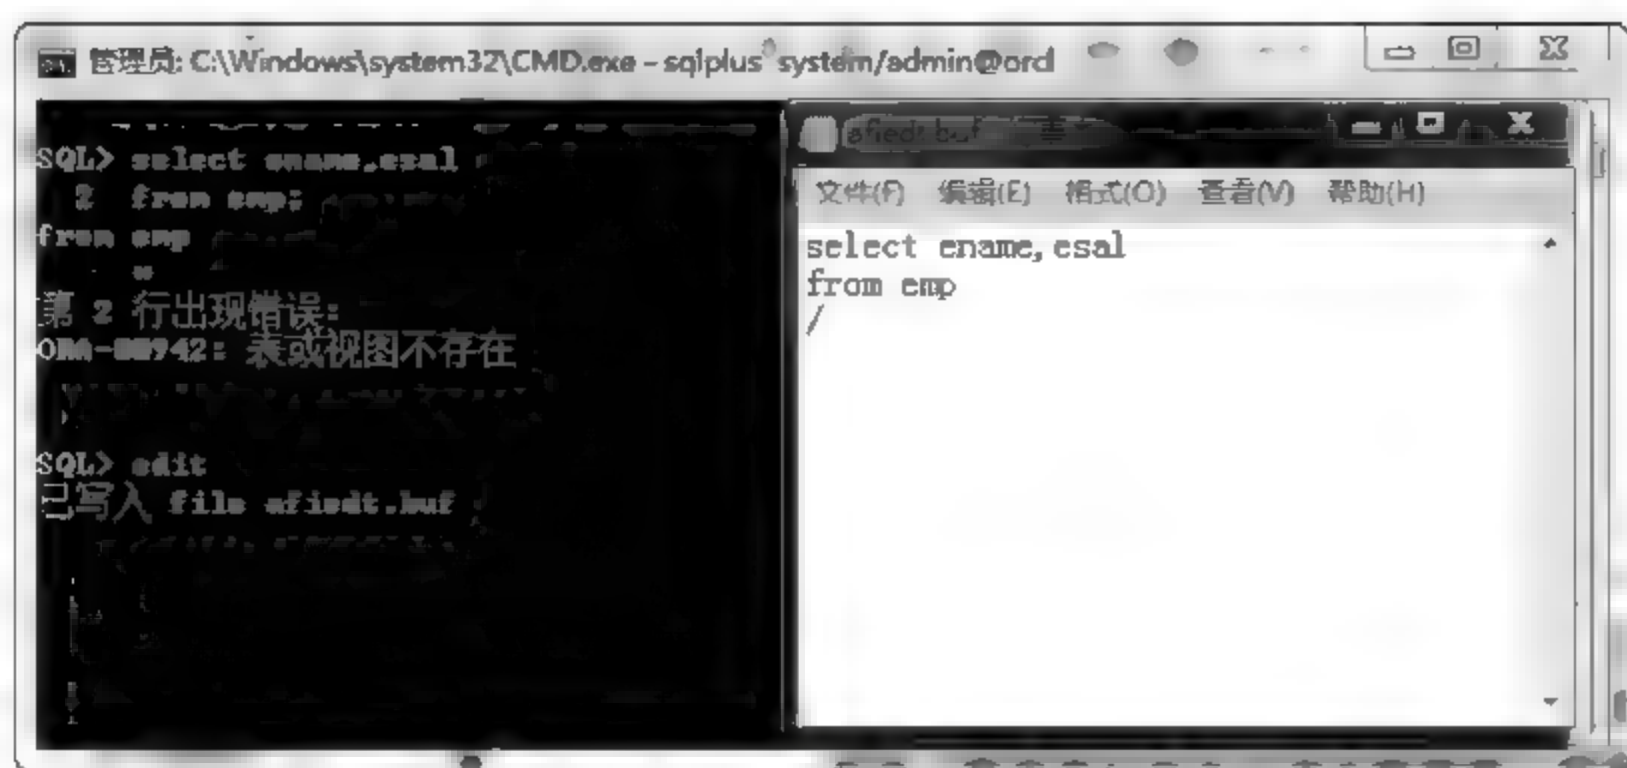 管理员: C:\Windows\system32\CMD.exe - sqlplus system/admin@ord
SQL> select ename,esal
2 from emp;
from emp
*
第 2 行出现错误:
ORA-00942: 表或视图不存在
SQL> edit
已写入 file afiedt.buf
afiedt.buf
文件(F) 编辑(E) 格式(O) 查看(V) 帮助(H)
select ename,esal
from emp
/